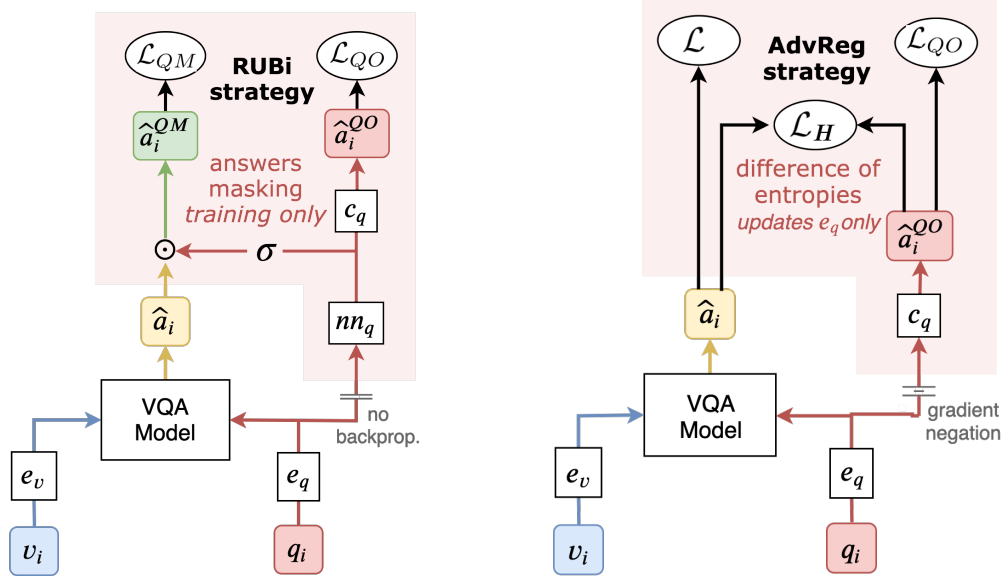 ℒ_QM
ℒ_QO
RUBi
strategy
â_i^QM
â_i^QO
answers
masking
training only
c_q
⊙
σ
â_i
nn_q
VQA
Model
no
backprop.
e_v
e_q
v_i
q_i
ℒ
AdvReg
strategy
ℒ_QO
ℒ_H
difference of
entropies
updates e_q only
â_i^QO
â_i
c_q
VQA
Model
gradient
negation
e_v
e_q
v_i
q_i